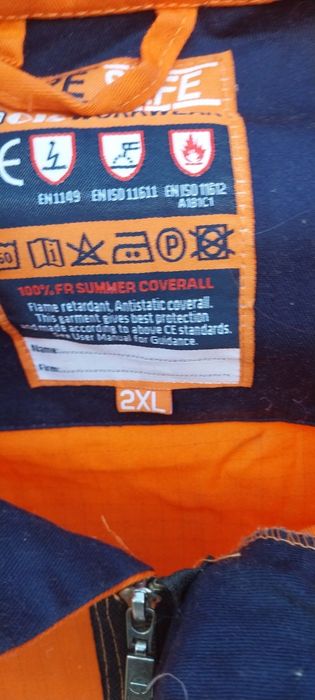 WORKWEAR
CE
EN1149 EN ISO 11611 EN ISO 11612
A1B1C1
60 i P
100% FR SUMMER COVERALL
Flame retardant, Antistatic coverall.
This garment gives best protection
and made according to above CE standards.
See User Manual for Guidance.
Name:
Firm:
2XL